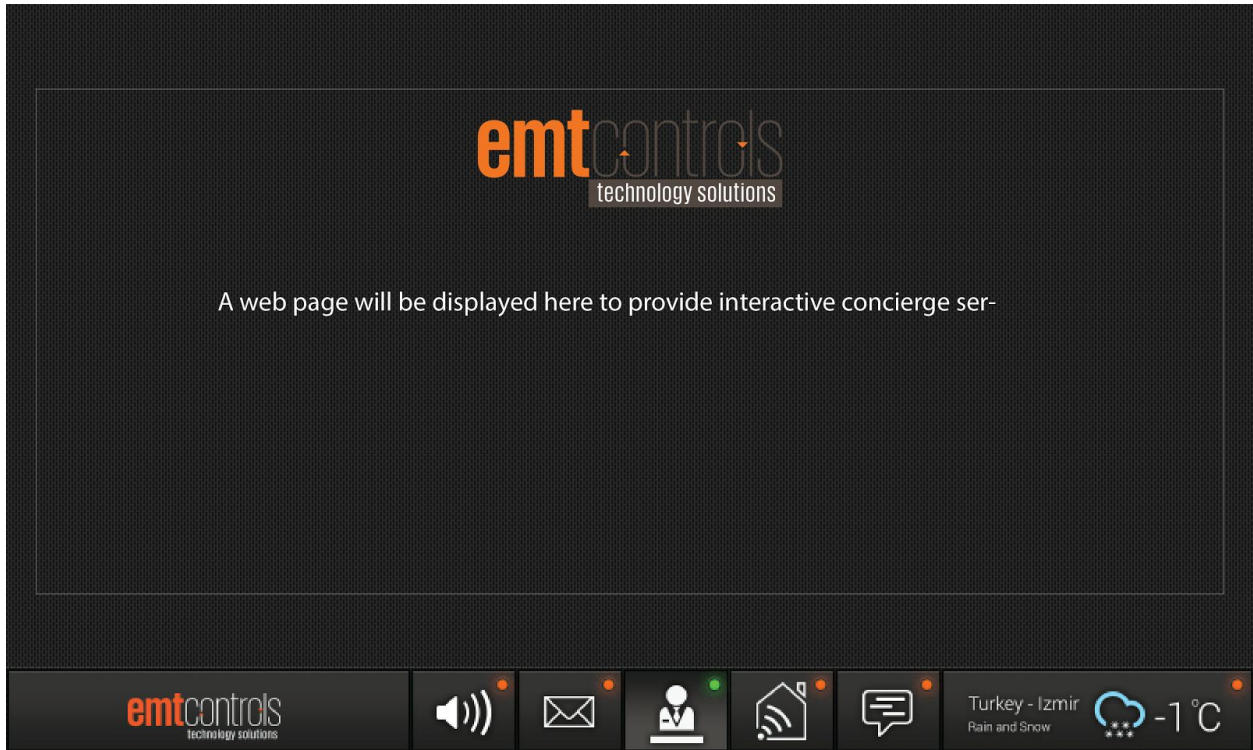 emtcontrols
technology solutions
A web page will be displayed here to provide interactive concierge ser-
emtcontrols
technology solutions
Turkey - Izmir
Rain and Snow
-1 °C